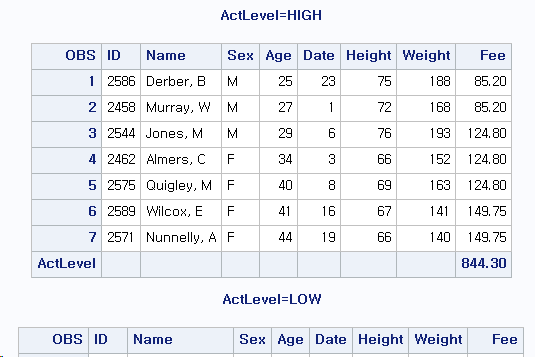 ActLevel=HIGH
OBS ID Name Sex Age Date Height Weight Fee
1 2586 Derber, B M 25 23 75 188 85.20
2 2458 Murray, W M 27 1 72 168 85.20
3 2544 Jones, M M 29 6 76 193 124.80
4 2462 Almers, C F 34 3 66 152 124.80
5 2575 Quigley, M F 40 8 69 163 124.80
6 2589 Wilcox, E F 41 16 67 141 149.75
7 2571 Nunnelly, A F 44 19 66 140 149.75
ActLevel 844.30
ActLevel=LOW
OBS ID Name Sex Age Date Height Weight Fee